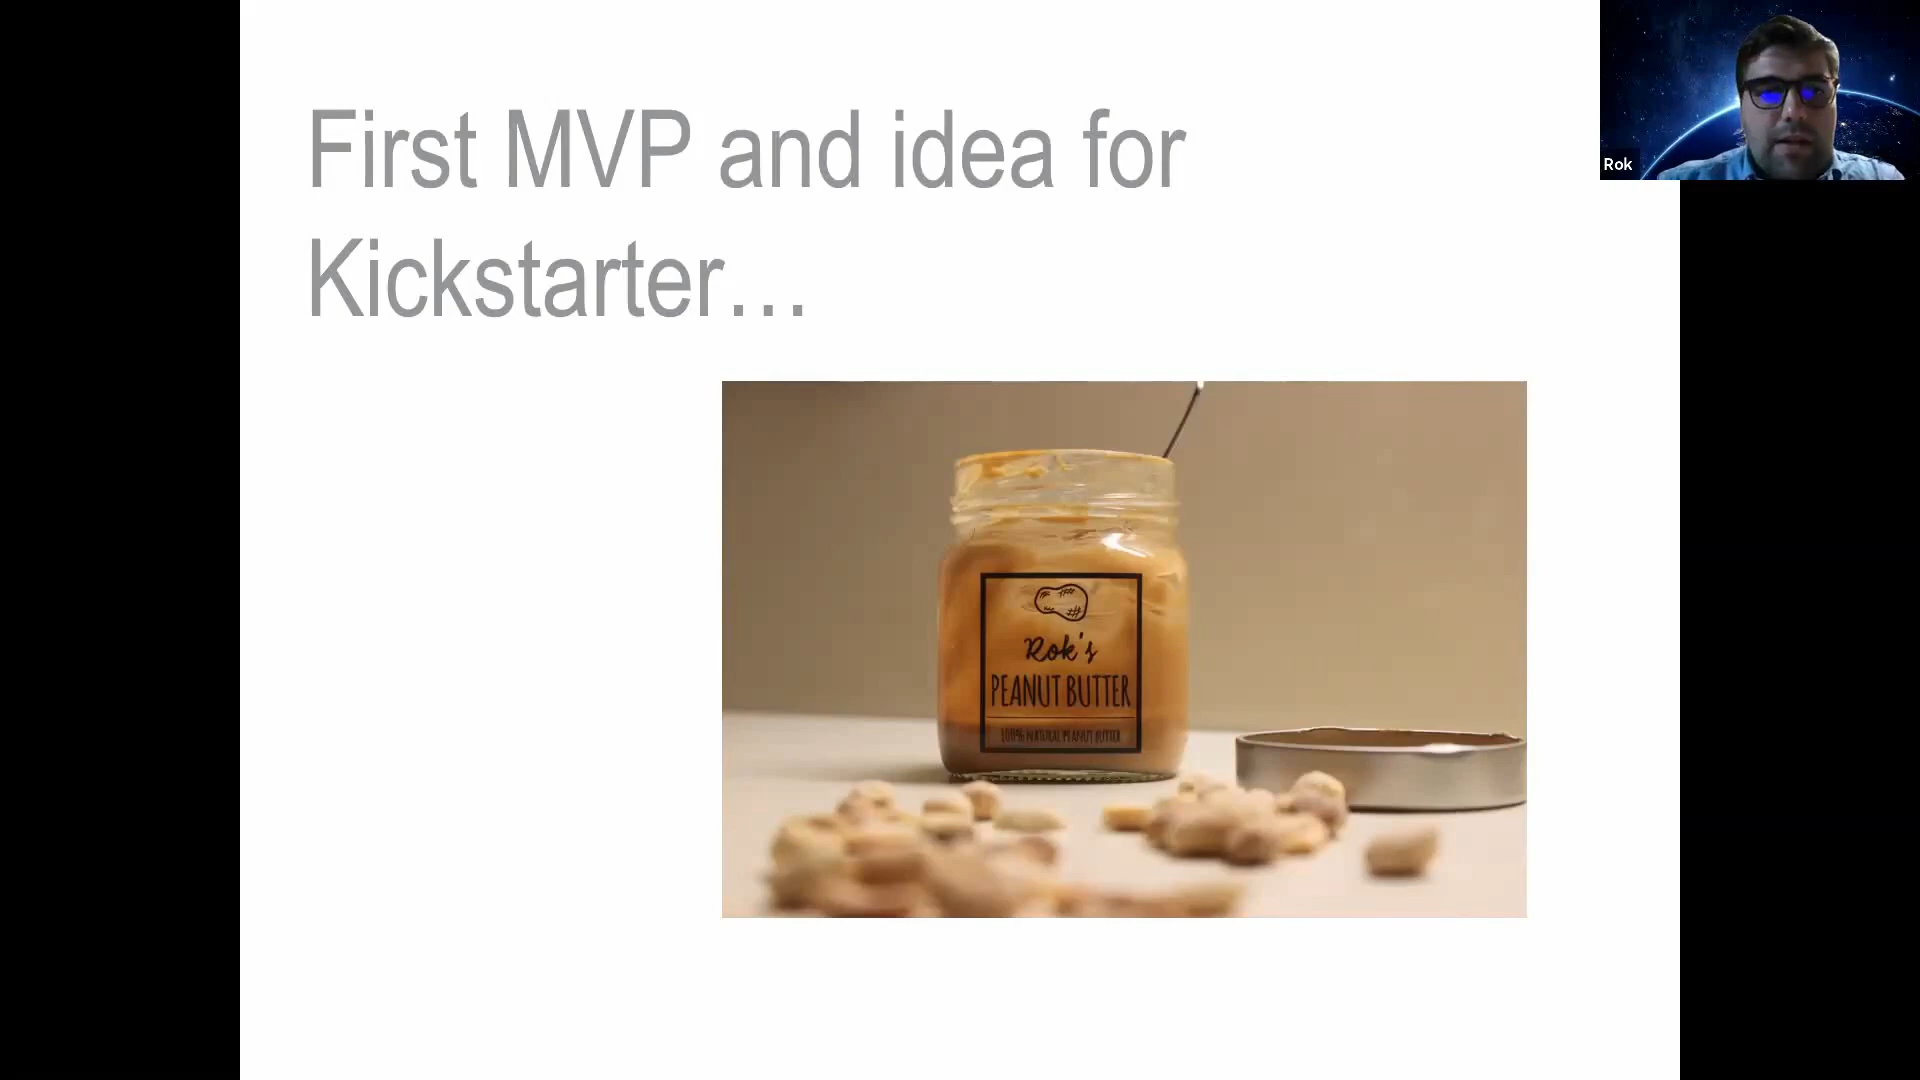 First MVP and idea for
Kickstarter...
Rok
Rok's
PEANUT BUTTER
100% NATURAL PEANUT BUTTER